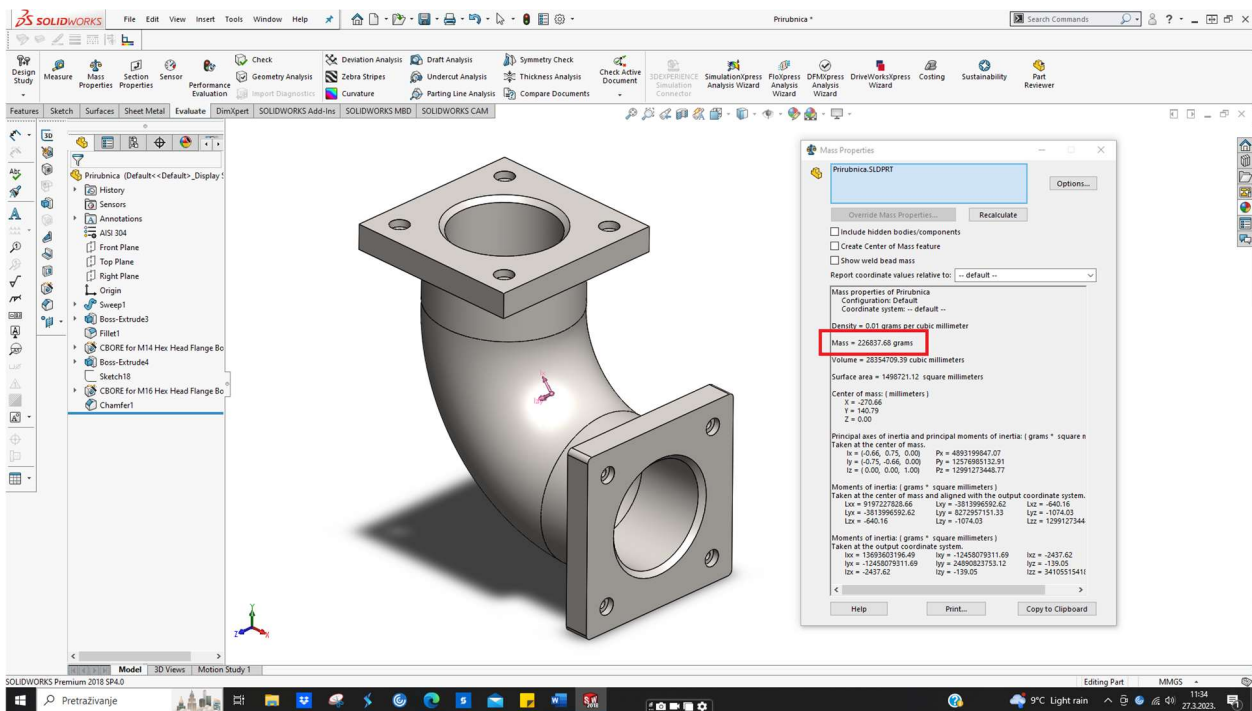 SOLIDWORKS File Edit View Insert Tools Window Help Prirubnica * Search Commands
Design Study
Measure
Mass Properties
Section Properties
Sensor
Performance Evaluation
Check
Geometry Analysis
Import Diagnostics
Deviation Analysis
Zebra Stripes
Curvature
Draft Analysis
Undercut Analysis
Parting Line Analysis
Symmetry Check
Thickness Analysis
Compare Documents
Check Active Document
3DEXPERIENCE Simulation Connector
SimulationXpress Analysis Wizard
FloXpress Analysis Wizard
DFMXpress Analysis Wizard
DriveWorksXpress Wizard
Costing
Sustainability
Part Reviewer
Features Sketch Surfaces Sheet Metal Evaluate DimXpert SOLIDWORKS Add-Ins SOLIDWORKS MBD SOLIDWORKS CAM
Prirubnica (Default<<Default>_Display S
History
Sensors
Annotations
AISI 304
Front Plane
Top Plane
Right Plane
Origin
Sweep1
Boss-Extrude3
Fillet1
CBORE for M14 Hex Head Flange Bo
Boss-Extrude4
Sketch18
CBORE for M16 Hex Head Flange Bo
Chamfer1
Mass Properties
Prirubnica.SLDPRT
Options...
Override Mass Properties... Recalculate
Include hidden bodies/components
Create Center of Mass feature
Show weld bead mass
Report coordinate values relative to: -- default --
Mass properties of Prirubnica
Configuration: Default
Coordinate system: -- default --
Density = 0.01 grams per cubic millimeter
Mass = 226837.68 grams
Volume = 28354709.39 cubic millimeters
Surface area = 1498721.12 square millimeters
Center of mass: ( millimeters )
X = -270.66
Y = 140.79
Z = 0.00
Principal axes of inertia and principal moments of inertia: ( grams * square n
Taken at the center of mass.
Ix = (-0.66, 0.75, 0.00) Px = 4893199847.07
Iy = (-0.75, -0.66, 0.00) Py = 12576985132.91
Iz = ( 0.00, 0.00, 1.00) Pz = 12991273448.77
Moments of inertia: ( grams * square millimeters )
Taken at the center of mass and aligned with the output coordinate system.
Lxx = 9197227828.66 Lxy = -3813996592.62 Lxz = -640.16
Lyx = -3813996592.62 Lyy = 8272957151.33 Lyz = -1074.03
Lzx = -640.16 Lzy = -1074.03 Lzz = 1299127344
Moments of inertia: ( grams * square millimeters )
Taken at the output coordinate system.
Ixx = 13693603196.49 Ixy = -12458079311.69 Ixz = -2437.62
Iyx = -12458079311.69 Iyy = 24890823753.12 Iyz = -139.05
Izx = -2437.62 Izy = -139.05 Izz = 34105515418
Help Print... Copy to Clipboard
Y
Z X
Model 3D Views Motion Study 1
SOLIDWORKS Premium 2018 SP4.0 Editing Part MMGS
Pretraživanje
9°C Light rain
11:34
27.3.2023.